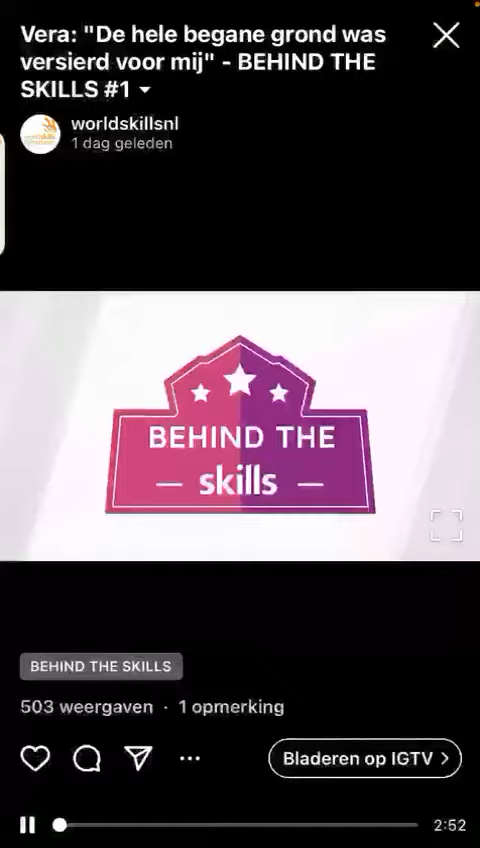 Vera: "De hele begane grond was
versierd voor mij" - BEHIND THE
SKILLS #1
worldskillsnl
1 dag geleden
BEHIND THE
skills
BEHIND THE SKILLS
503 weergaven · 1 opmerking
Bladeren op IGTV
2:52